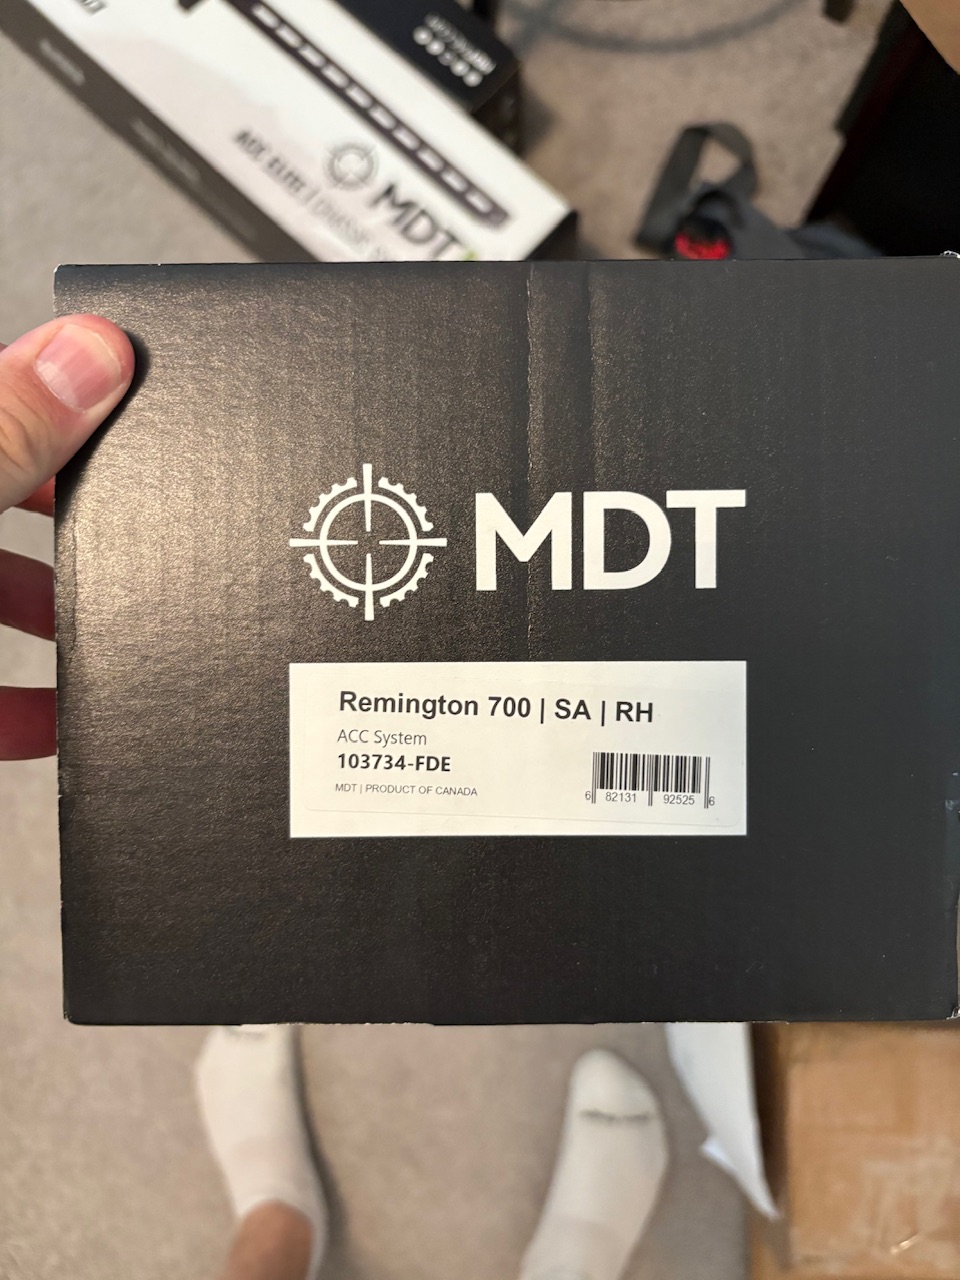 ACC ELITE | CHASSIS
MDT
MDT
Remington 700 | SA | RH
ACC System
103734-FDE
MDT | PRODUCT OF CANADA
6 82131 92525 6